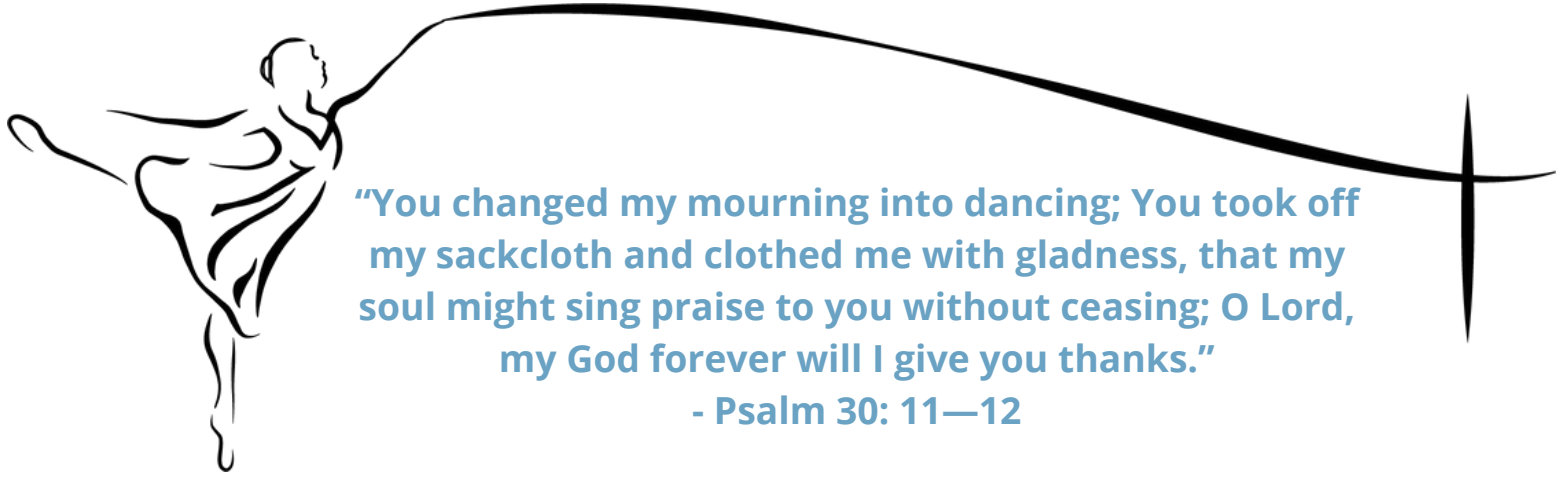 “You changed my mourning into dancing; You took off
my sackcloth and clothed me with gladness, that my
soul might sing praise to you without ceasing; O Lord,
my God forever will I give you thanks.”
- Psalm 30: 11—12